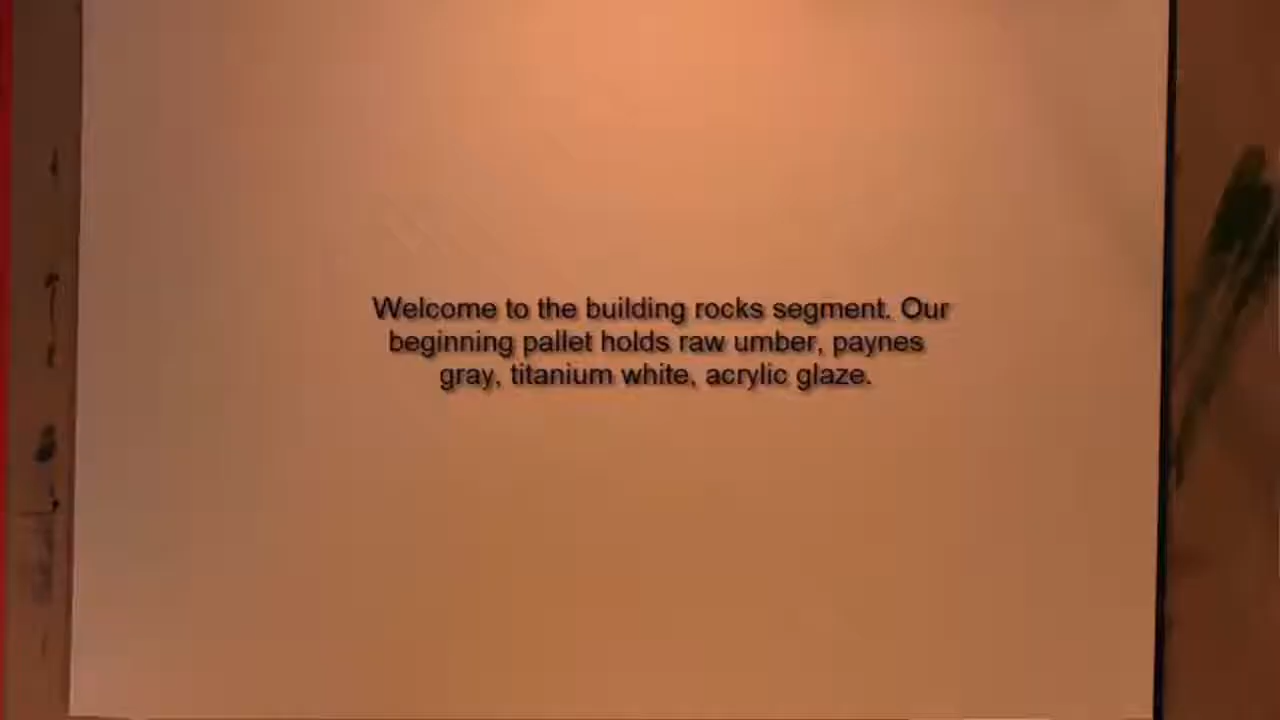 Welcome to the building rocks segment. Our
beginning pallet holds raw umber, paynes
gray, titanium white, acrylic glaze.